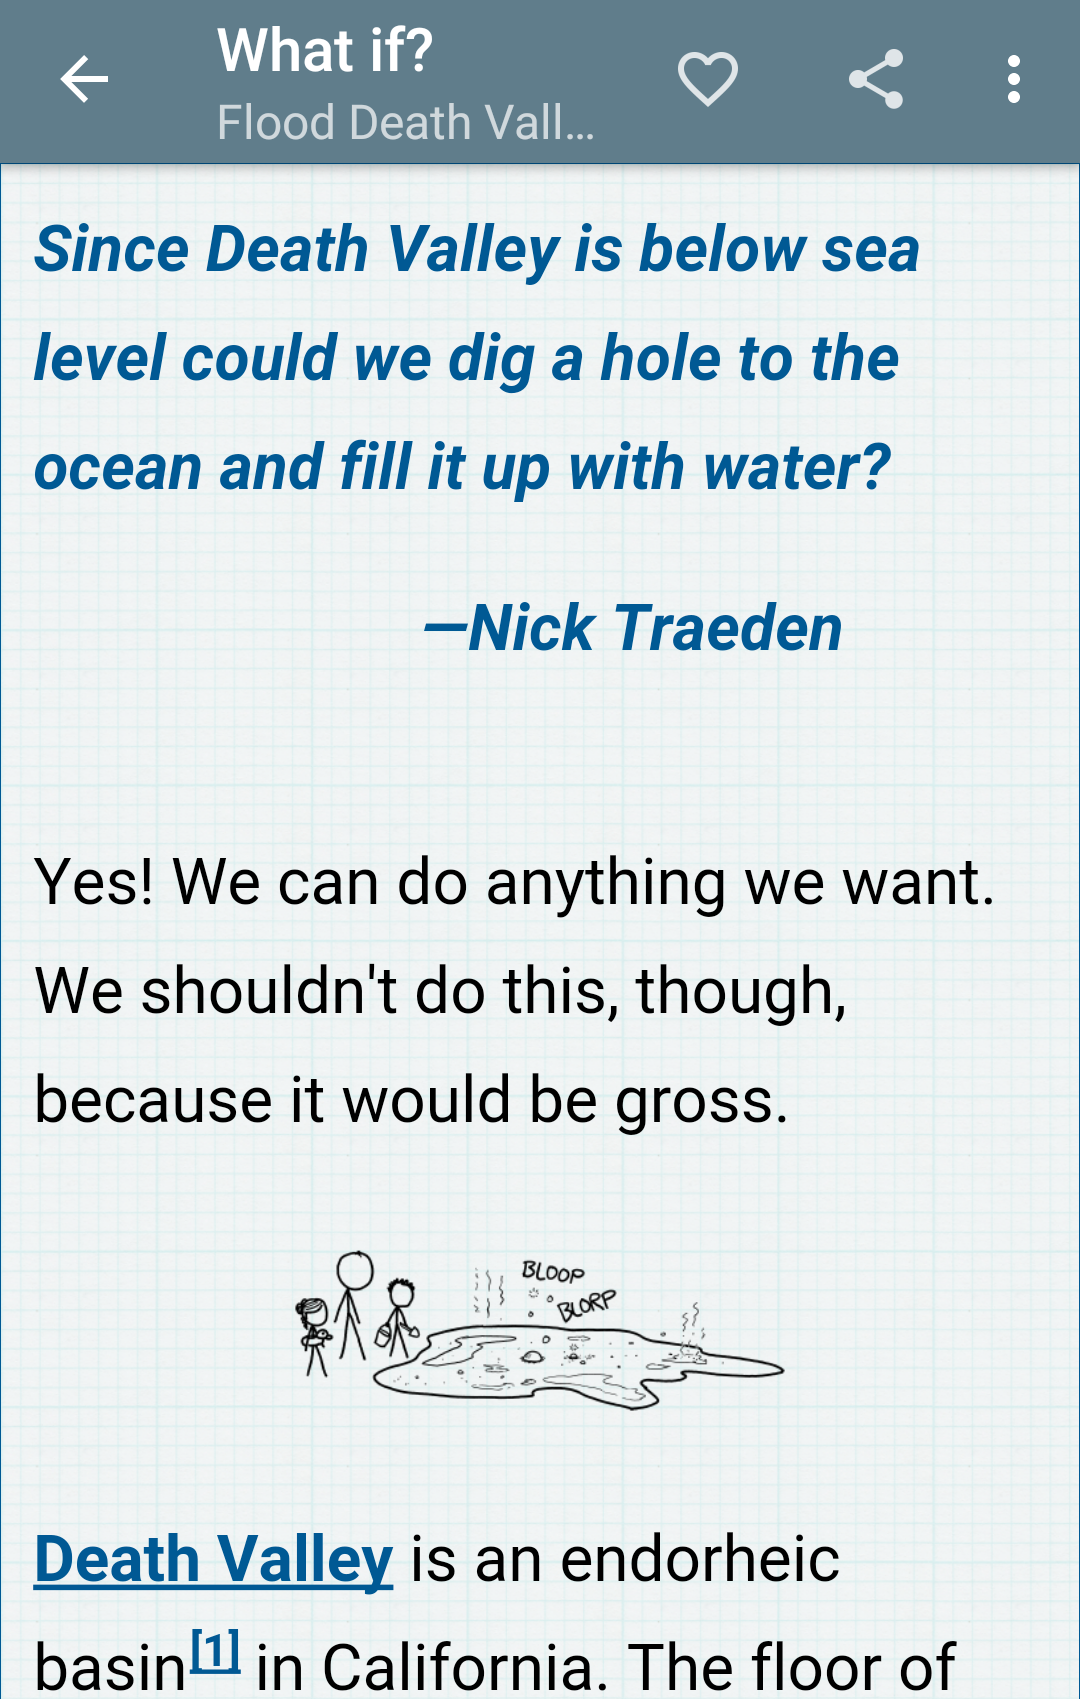 What if?
Flood Death Vall...
Since Death Valley is below sea
level could we dig a hole to the
ocean and fill it up with water?
—Nick Traeden
Yes! We can do anything we want.
We shouldn't do this, though,
because it would be gross.
BLOOP
BLORP
Death Valley is an endorheic
basin[1] in California. The floor of